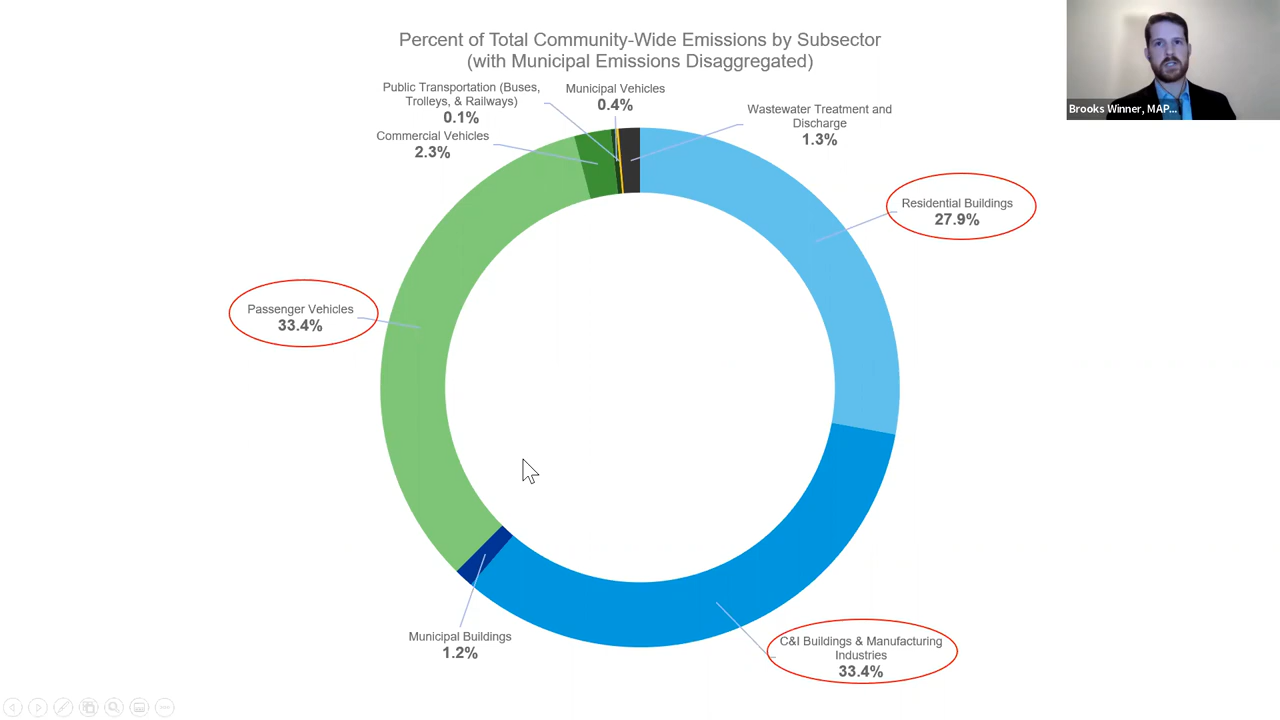 Percent of Total Community-Wide Emissions by Subsector
(with Municipal Emissions Disaggregated)
Public Transportation (Buses,
Trolleys, & Railways)
0.1%
Municipal Vehicles
0.4%
Commercial Vehicles
2.3%
Wastewater Treatment and
Discharge
1.3%
Residential Buildings
27.9%
Passenger Vehicles
33.4%
Municipal Buildings
1.2%
C&I Buildings & Manufacturing
Industries
33.4%
Brooks Winner, MAP...